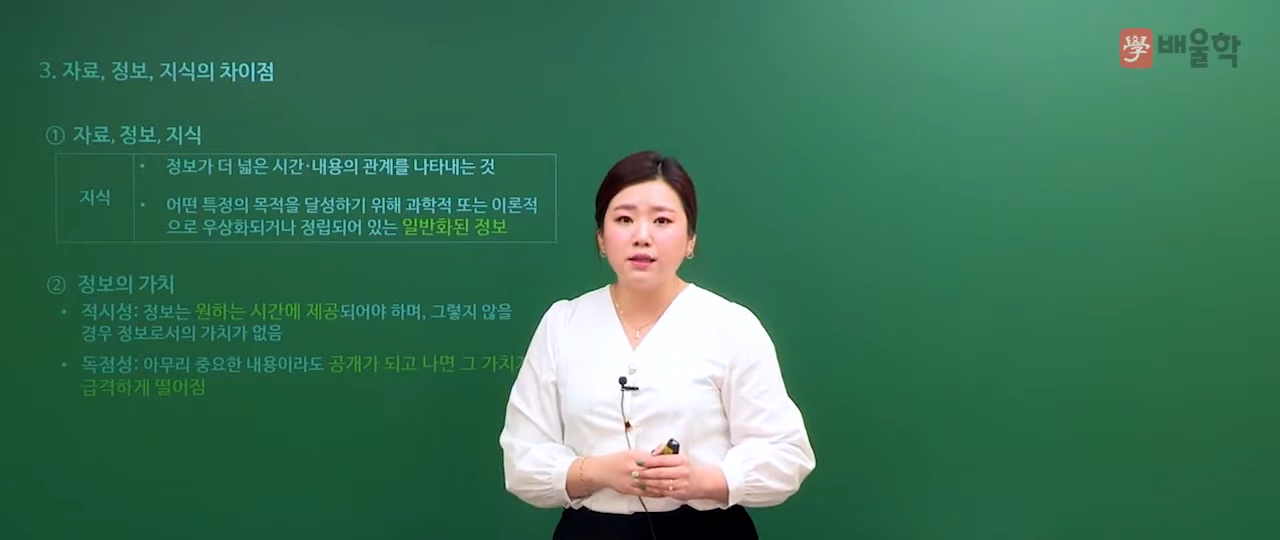 學 배울학
3. 자료, 정보, 지식의 차이점
① 자료, 정보, 지식
지식
• 정보가 더 넓은 시간·내용의 관계를 나타내는 것
• 어떤 특정의 목적을 달성하기 위해 과학적 또는 이론적
으로 우상화되거나 정립되어 있는 일반화된 정보
② 정보의 가치
• 적시성: 정보는 원하는 시간에 제공되어야 하며, 그렇지 않을
경우 정보로서의 가치가 없음
• 독점성: 아무리 중요한 내용이라도 공개가 되고 나면 그
급격하게 떨어짐